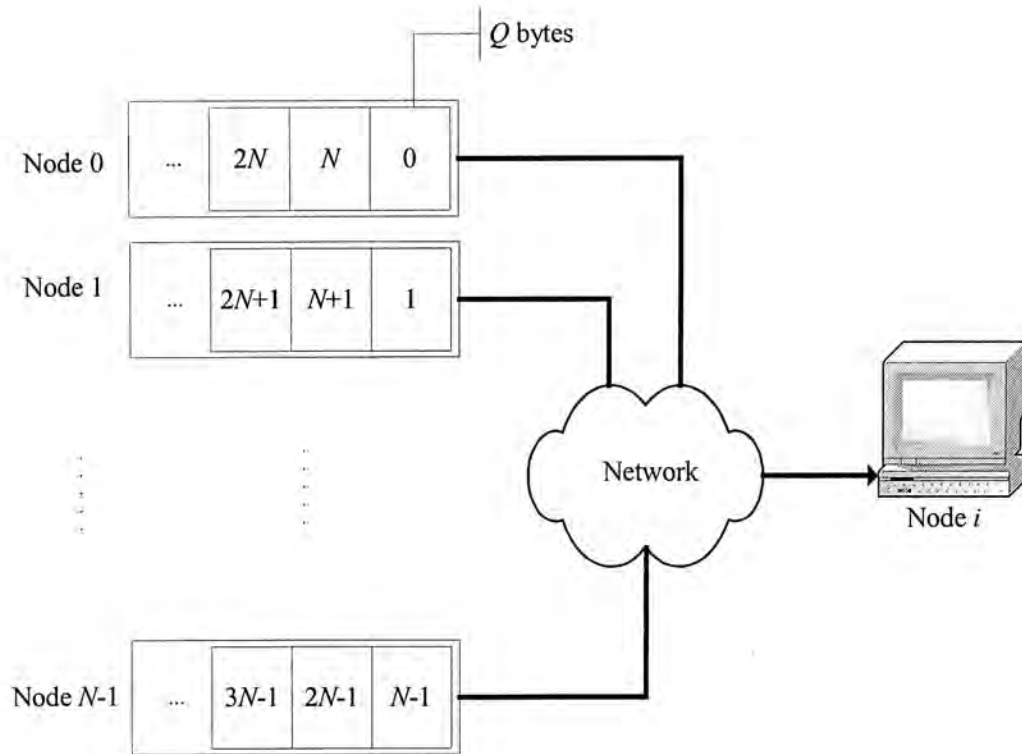 Q bytes
Node 0 ... 2N N 0
Node 1 ... 2N+1 N+1 1
Network
Node i
Node N-1 ... 3N-1 2N-1 N-1